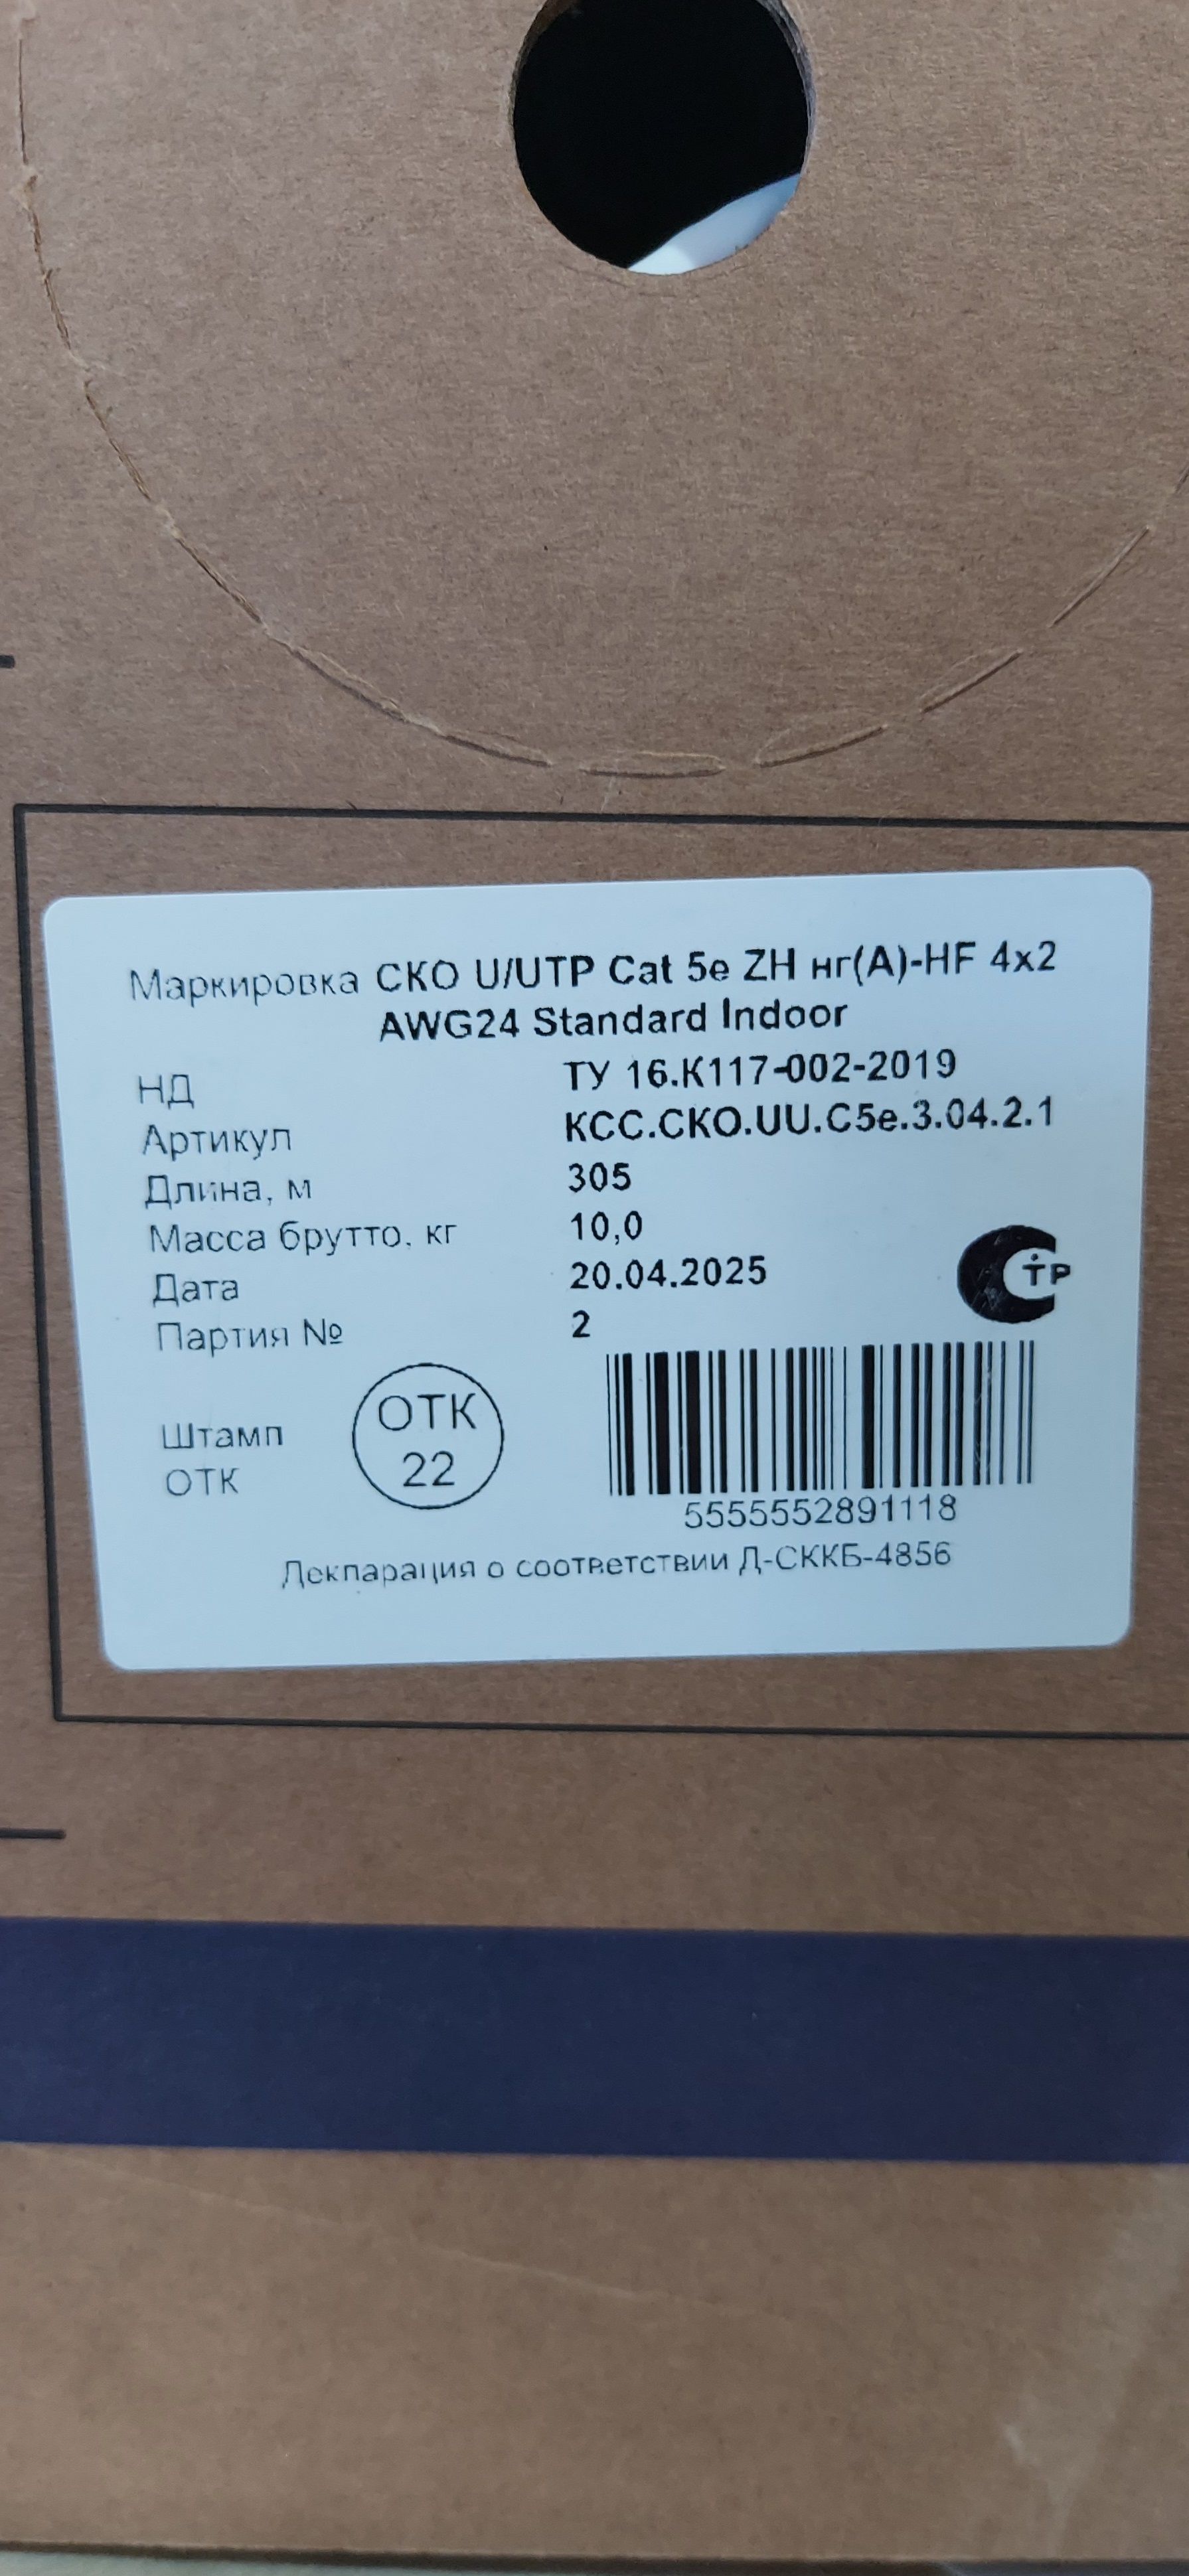 Маркировка СКО U/UTP Cat 5e ZH нг(А)-HF 4x2
AWG24 Standard Indoor
НД ТУ 16.К117-002-2019
Артикул КСС.СКО.UU.C5e.3.04.2.1
Длина, м 305
Масса брутто, кг 10,0
Дата 20.04.2025
Партия № 2
СТР
Штамп
ОТК
ОТК
22
5555552891118
Декларация о соответствии Д-СККБ-4856